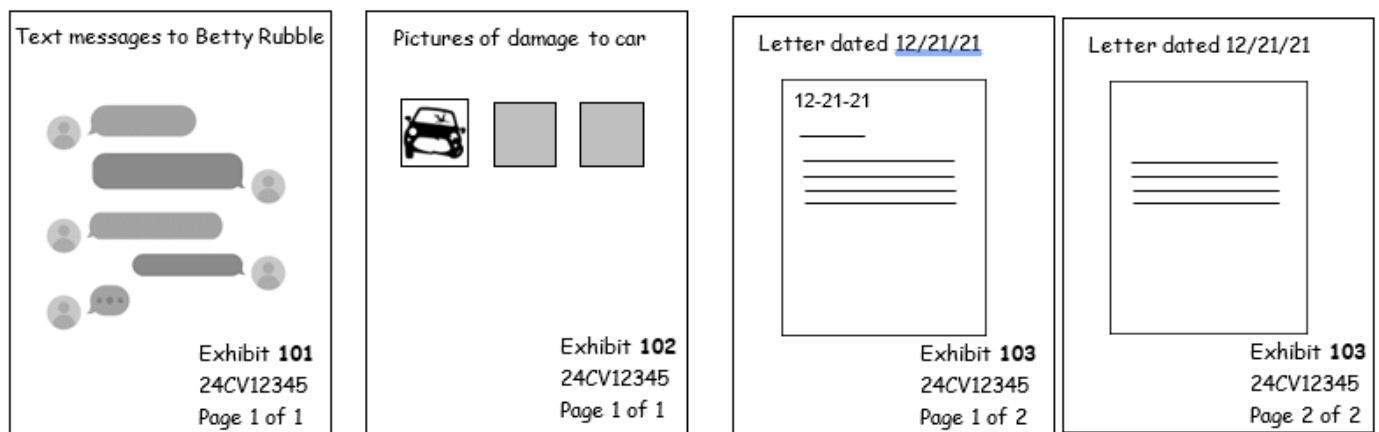 Text messages to Betty Rubble
Exhibit 101
24CV12345
Page 1 of 1
Pictures of damage to car
Exhibit 102
24CV12345
Page 1 of 1
Letter dated 12/21/21
12-21-21
Exhibit 103
24CV12345
Page 1 of 2
Letter dated 12/21/21
Exhibit 103
24CV12345
Page 2 of 2